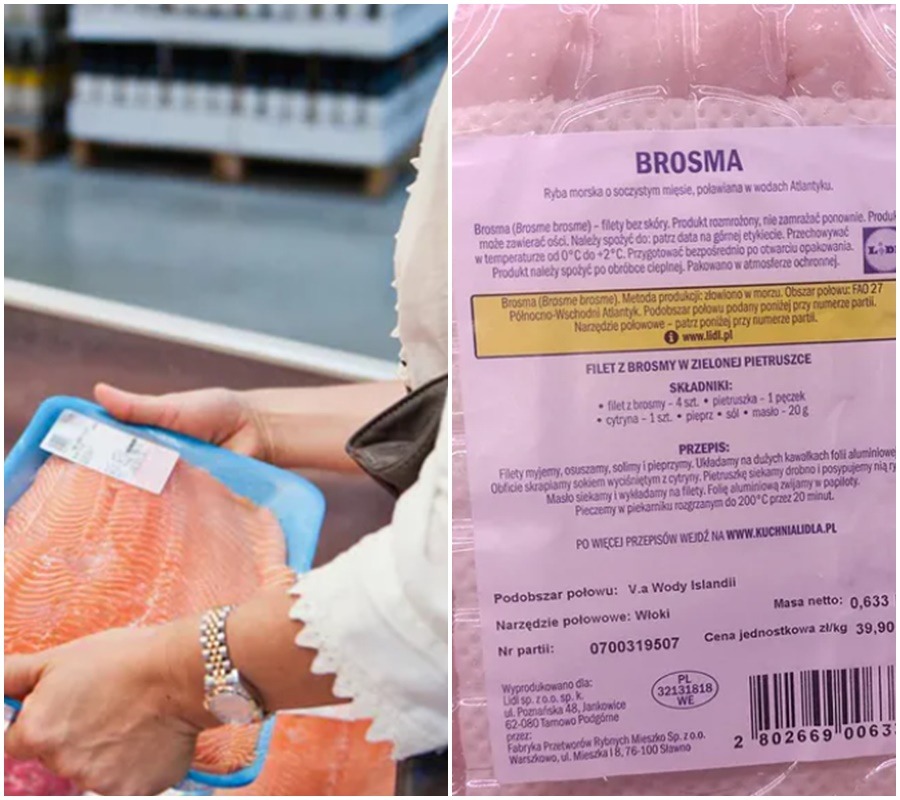 BROSMA
Ryba morska o soczystym mięsie, poławiana w wodach Atlantyku.
Brosma (Brosme brosme) – filety bez skóry. Produkt rozmrożony, nie zamrażać ponownie. Produk
może zawierać ości. Należy spożyć do: patrz data na górnej etykiecie. Przechowywać
w temperaturze od 0°C do +2°C. Przygotować bezpośrednio po otwarciu opakowania.
Produkt należy spożyć po obróbce cieplnej. Pakowano w atmosferze ochronnej.
Brosma (Brosme brosme). Metoda produkcji: złowiono w morzu. Obszar połowu: FAO 27
Północno-Wschodni Atlantyk. Podobszar połowu podany poniżej przy numerze partii.
Narzędzie połowowe – patrz poniżej przy numerze partii.
i www.lidl.pl
FILET Z BROSMY W ZIELONEJ PIETRUSZCE
SKŁADNIKI:
• filet z brosmy – 4 szt. • pietruszka – 1 pęczek
• cytryna – 1 szt. • pieprz • sól • masło – 20 g
PRZEPIS:
Filety myjemy, osuszamy, solimy i pieprzymy. Układamy na dużych kawałkach folii aluminiowe
Obficie skrapiamy sokiem wyciśniętym z cytryny. Pietruszkę siekamy drobno i posypujemy nią ry
Masło siekamy i wykładamy na filety. Folię aluminiową zwijamy w papiloty.
Pieczemy w piekarniku rozgrzanym do 200°C przez 20 minut.
PO WIĘCEJ PRZEPISÓW WEJDŹ NA WWW.KUCHNIALIDLA.PL
Podobszar połowu: V.a Wody Islandii
Narzędzie połowowe: Włoki
Masa netto: 0,633
Nr partii: 0700319507
Cena jednostkowa zł/kg 39,90
Wyprodukowano dla:
Lidl sp. z o.o. sp. k.
ul. Poznańska 48, Jankowice
62-080 Tarnowo Podgórne
przez:
Fabryka Przetworów Rybnych Mieszko Sp. z o.o.
Warszkowo, ul. Mieszka I 8, 76-100 Sławno
PL
32131818
WE
2 802669 00633